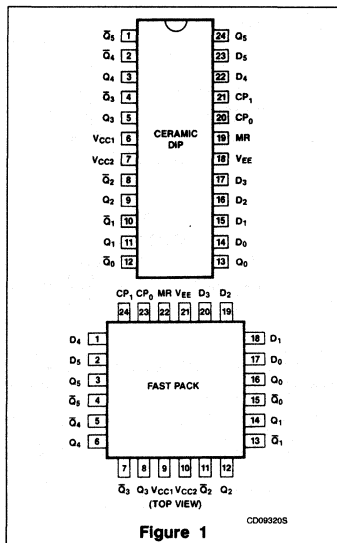 Q̅5 1 24 Q5
Q̅4 2 23 D5
Q4 3 22 D4
Q̅3 4 21 CP1
Q3 5 20 CP0
VCC1 6 19 MR
CERAMIC
DIP
VCC2 7 18 VEE
Q̅2 8 17 D3
Q2 9 16 D2
Q̅1 10 15 D1
Q1 11 14 D0
Q̅0 12 13 Q0
CP1 CP0 MR VEE D3 D2
24 23 22 21 20 19
D4 1 18 D1
D5 2 17 D0
Q5 3 16 Q0
FAST PACK
Q̅5 4 15 Q̅0
Q̅4 5 14 Q1
Q4 6 13 Q̅1
7 8 9 10 11 12
Q̅3 Q3 VCC1 VCC2 Q̅2 Q2
(TOP VIEW)
CD09320S
Figure 1